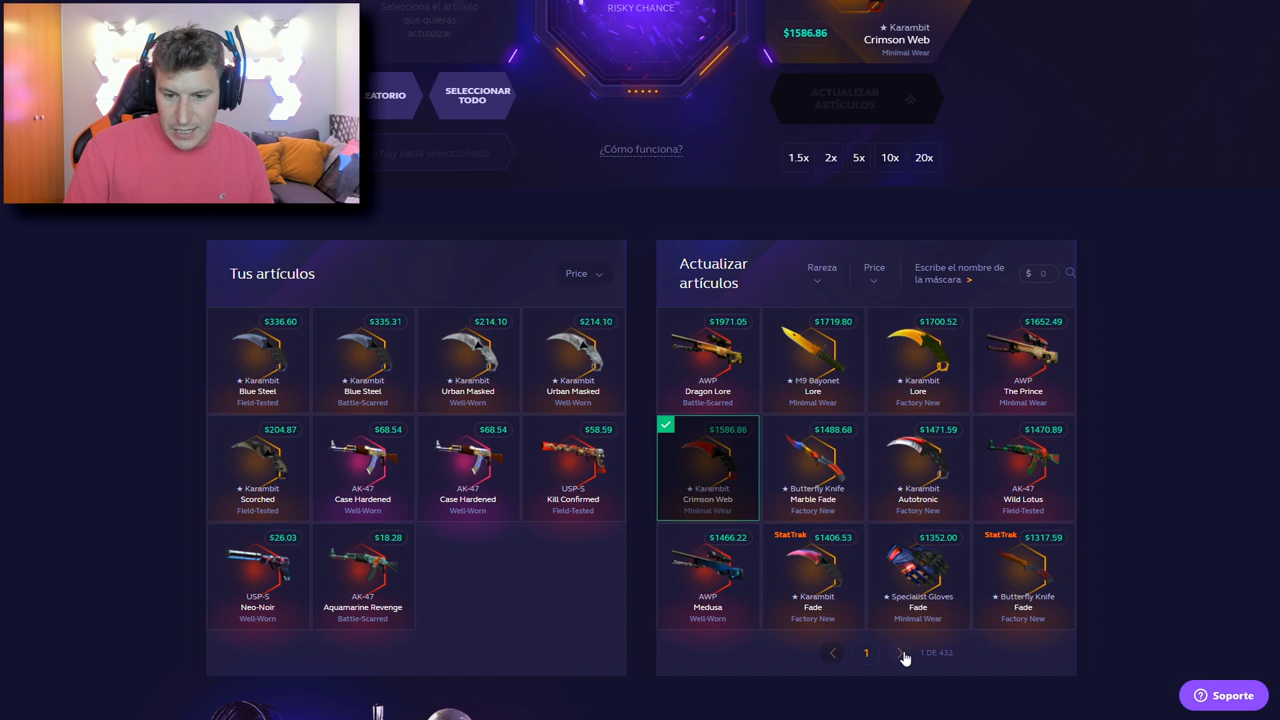 Selecciona el artículo
que quieras
actualizar
RISKY CHANCE
$1586.86
★ Karambit
Crimson Web
Minimal Wear
EATORIO
SELECCIONAR
TODO
hay nada seleccionado
¿Cómo funciona?
ACTUALIZAR
ARTÍCULOS
1.5x
2x
5x
10x
20x
Tus artículos
Price
$336.60
★ Karambit
Blue Steel
Field-Tested
$335.31
★ Karambit
Blue Steel
Battle-Scarred
$214.10
★ Karambit
Urban Masked
Well-Worn
$214.10
★ Karambit
Urban Masked
Well-Worn
$204.87
★ Karambit
Scorched
Field-Tested
$68.54
AK-47
Case Hardened
Well-Worn
$68.54
AK-47
Case Hardened
Well-Worn
$58.59
USP-S
Kill Confirmed
Field-Tested
$26.03
USP-S
Neo-Noir
Well-Worn
$18.28
AK-47
Aquamarine Revenge
Battle-Scarred
Actualizar
artículos
Rareza
Price
Escribe el nombre de
la máscara >
$ 0
$1971.05
AWP
Dragon Lore
Battle-Scarred
$1719.80
★ M9 Bayonet
Lore
Minimal Wear
$1700.52
★ Karambit
Lore
Factory New
$1652.49
AWP
The Prince
Minimal Wear
$1586.86
★ Karambit
Crimson Web
Minimal Wear
$1488.68
★ Butterfly Knife
Marble Fade
Factory New
$1471.59
★ Karambit
Autotronic
Factory New
$1470.89
AK-47
Wild Lotus
Field-Tested
$1466.22
AWP
Medusa
Well-Worn
StatTrak $1406.53
★ Karambit
Fade
Factory New
$1352.00
★ Specialist Gloves
Fade
Minimal Wear
StatTrak $1317.59
★ Butterfly Knife
Fade
Factory New
1
1 DE 432
Soporte